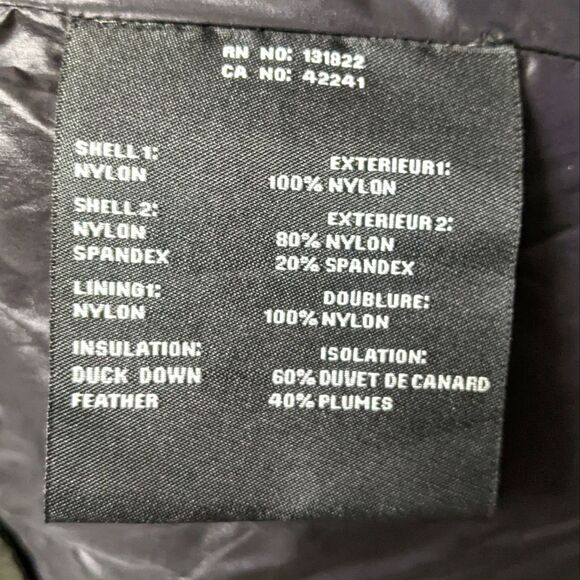 RN NO: 131822
CA NO: 42241
SHELL 1: EXTERIEUR1:
NYLON 100% NYLON
SHELL 2: EXTERIEUR 2:
NYLON 80% NYLON
SPANDEX 20% SPANDEX
LINING1: DOUBLURE:
NYLON 100% NYLON
INSULATION: ISOLATION:
DUCK DOWN 60% DUVET DE CANARD
FEATHER 40% PLUMES